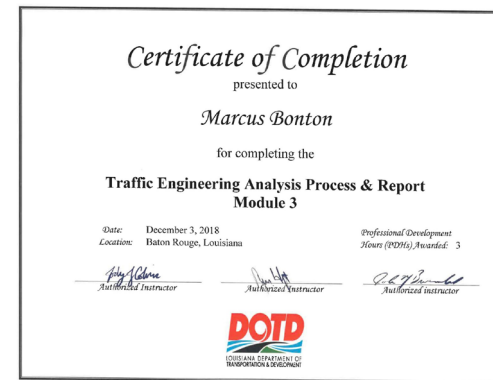 Certificate of Completion
presented to
Marcus Bonton
for completing the
Traffic Engineering Analysis Process & Report
Module 3
Date: December 3, 2018
Location: Baton Rouge, Louisiana
Professional Development
Hours (PDHs) Awarded: 3
Authorized Instructor
Authorized Instructor
Authorized instructor
DOTD
LOUISIANA DEPARTMENT OF
TRANSPORTATION & DEVELOPMENT